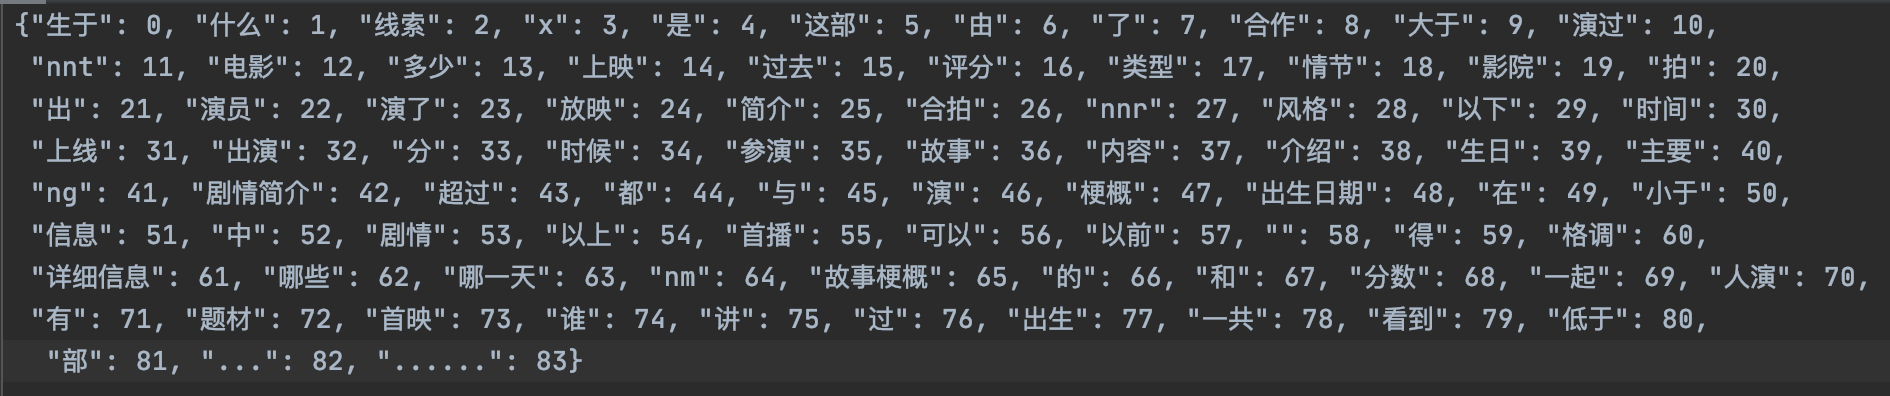 {"生于": 0, "什么": 1, "线索": 2, "x": 3, "是": 4, "这部": 5, "由": 6, "了": 7, "合作": 8, "大于": 9, "演过": 10,
"nnt": 11, "电影": 12, "多少": 13, "上映": 14, "过去": 15, "评分": 16, "类型": 17, "情节": 18, "影院": 19, "拍": 20,
"出": 21, "演员": 22, "演了": 23, "放映": 24, "简介": 25, "合拍": 26, "nnr": 27, "风格": 28, "以下": 29, "时间": 30,
"上线": 31, "出演": 32, "分": 33, "时候": 34, "参演": 35, "故事": 36, "内容": 37, "介绍": 38, "生日": 39, "主要": 40,
"ng": 41, "剧情简介": 42, "超过": 43, "都": 44, "与": 45, "演": 46, "梗概": 47, "出生日期": 48, "在": 49, "小于": 50,
"信息": 51, "中": 52, "剧情": 53, "以上": 54, "首播": 55, "可以": 56, "以前": 57, "": 58, "得": 59, "格调": 60,
"详细信息": 61, "哪些": 62, "哪一天": 63, "nm": 64, "故事梗概": 65, "的": 66, "和": 67, "分数": 68, "一起": 69, "人演": 70,
"有": 71, "题材": 72, "首映": 73, "谁": 74, "讲": 75, "过": 76, "出生": 77, "一共": 78, "看到": 79, "低于": 80,
"部": 81, "...": 82, "......": 83}